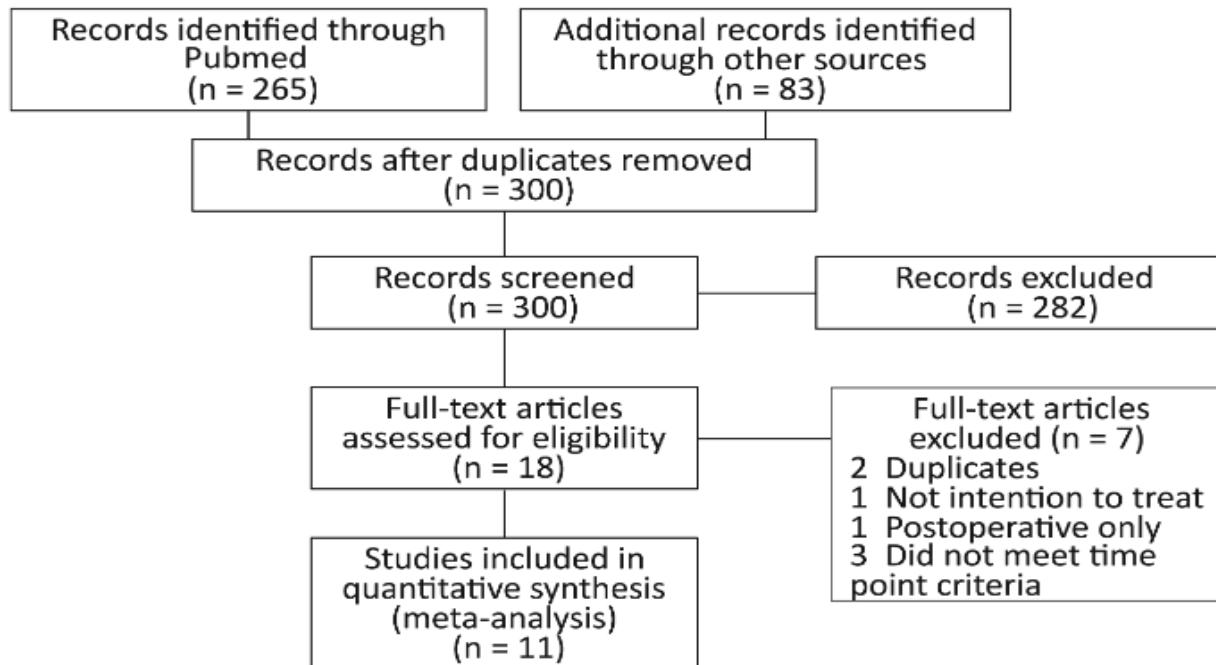 Records identified through
Pubmed
(n = 265)
Additional records identified
through other sources
(n = 83)
Records after duplicates removed
(n = 300)
Records screened
(n = 300)
Records excluded
(n = 282)
Full-text articles
assessed for eligibility
(n = 18)
Full-text articles
excluded (n = 7)
2 Duplicates
1 Not intention to treat
1 Postoperative only
3 Did not meet time
point criteria
Studies included in
quantitative synthesis
(meta-analysis)
(n = 11)